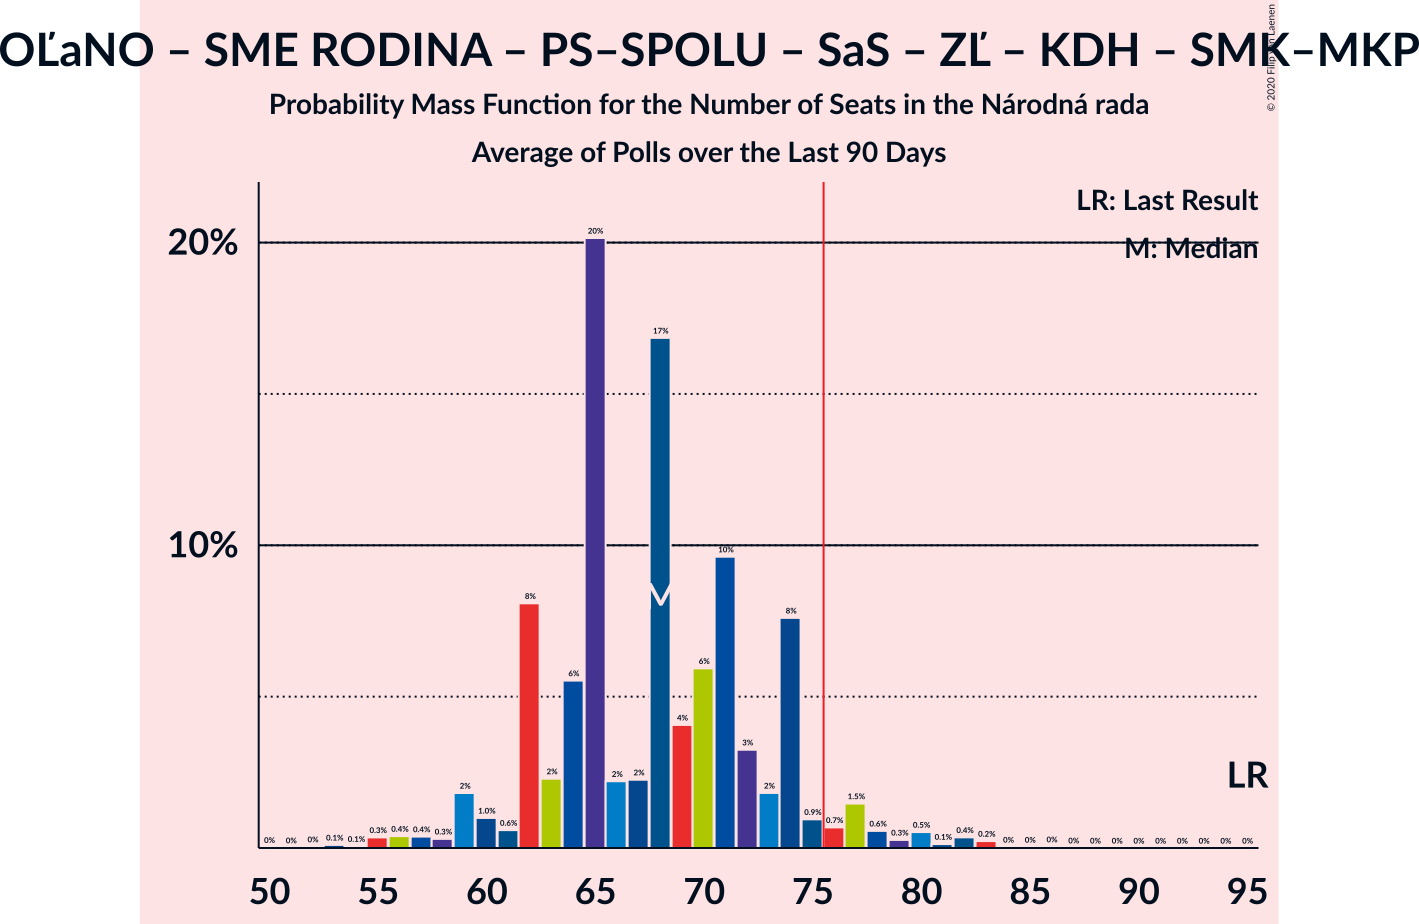 OĽaNO – SME RODINA – PS–SPOLU – SaS – ZĽ – KDH – SMK–MKP
Probability Mass Function for the Number of Seats in the Národná rada
Average of Polls over the Last 90 Days
© 2020 Filip van Laenen
LR: Last Result
M: Median
20%
10%
0% 0% 0% 0.1% 0.1% 0.3% 0.4% 0.4% 0.3% 2% 1.0% 0.6% 8% 2% 6% 20% 2% 2% 17% 4% 6% 10% 3% 2% 8% 0.9% 0.7% 1.5% 0.6% 0.3% 0.5% 0.1% 0.4% 0.2% 0% 0% 0% 0% 0% 0% 0% 0% 0% 0% 0% 0%
M
LR
50 55 60 65 70 75 80 85 90 95